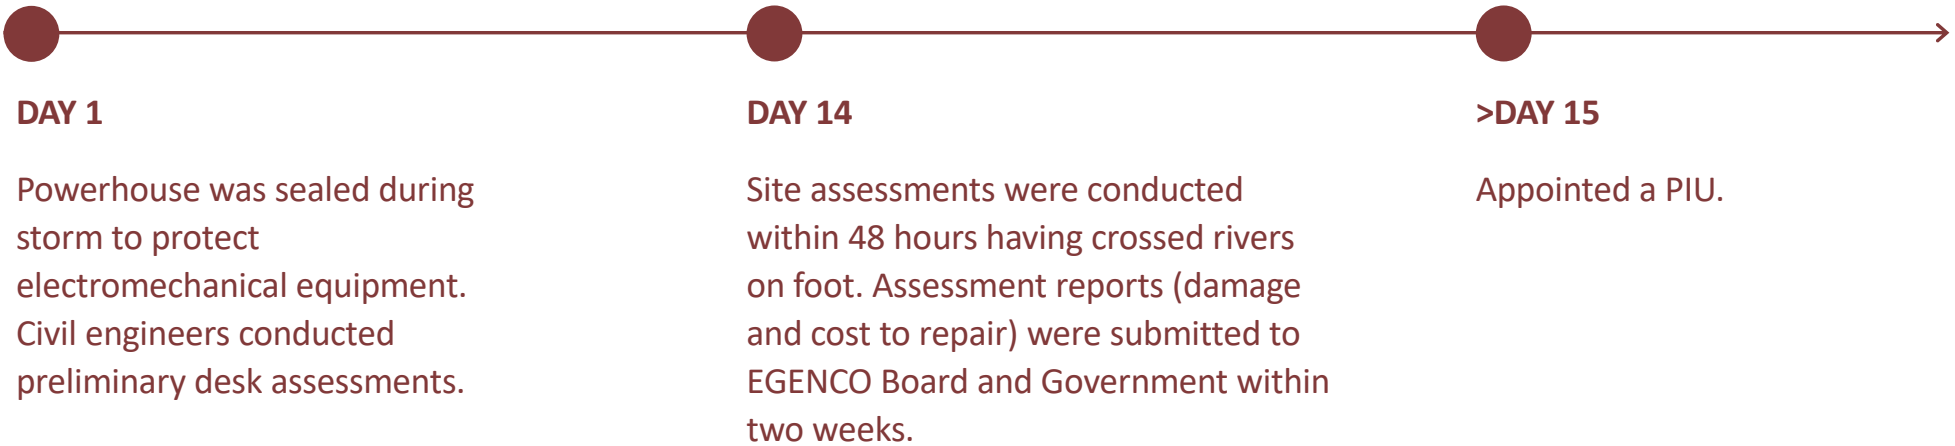 DAY 1
Powerhouse was sealed during
storm to protect
electromechanical equipment.
Civil engineers conducted
preliminary desk assessments.
DAY 14
Site assessments were conducted
within 48 hours having crossed rivers
on foot. Assessment reports (damage
and cost to repair) were submitted to
EGENCO Board and Government within
two weeks.
>DAY 15
Appointed a PIU.